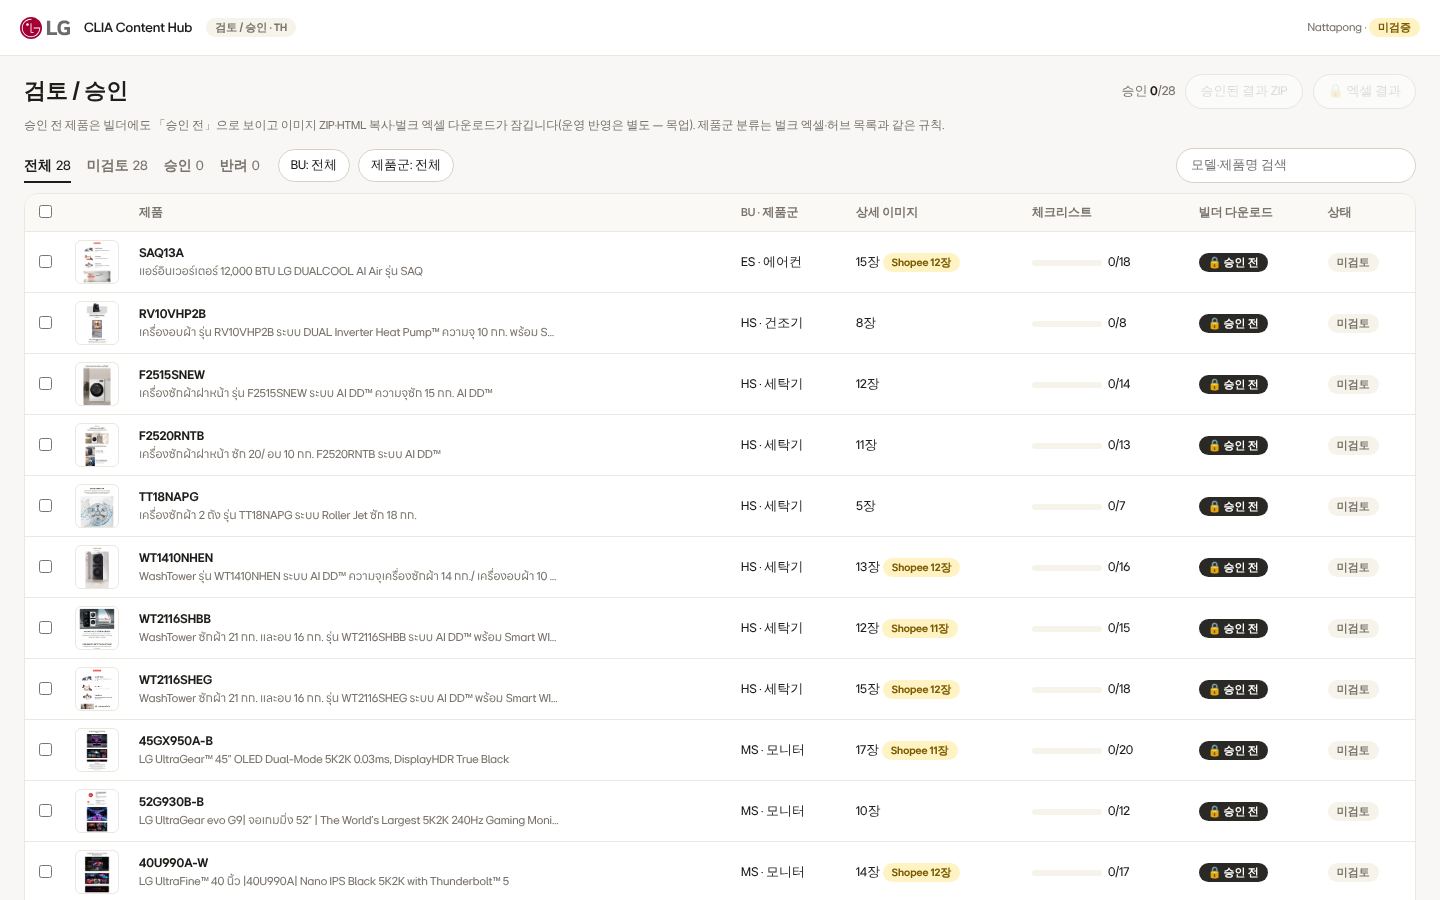 LG CLIA Content Hub 검토 / 승인 · TH Nattapong · 미검증
검토 / 승인
승인 0/28 승인된 결과 ZIP 🔒 엑셀 결과
승인 전 제품은 빌더에도 「승인 전」으로 보이고 이미지 ZIP·HTML 복사·벌크 엑셀 다운로드가 잠깁니다(운영 반영은 별도 — 목업). 제품군 분류는 벌크 엑셀·허브 목록과 같은 규칙.
전체 28 미검토 28 승인 0 반려 0 BU: 전체 제품군: 전체 모델·제품명 검색
제품 BU · 제품군 상세 이미지 체크리스트 빌더 다운로드 상태
SAQ13A
แอร์อินเวอร์เตอร์ 12,000 BTU LG DUALCOOL AI Air รุ่น SAQ
ES · 에어컨 15장 Shopee 12장 0/18 🔒 승인 전 미검토
RV10VHP2B
เครื่องอบผ้า รุ่น RV10VHP2B ระบบ DUAL Inverter Heat Pump™ ความจุ 10 กก. พร้อม S...
HS · 건조기 8장 0/8 🔒 승인 전 미검토
F2515SNEW
เครื่องซักผ้าฝาหน้า รุ่น F2515SNEW ระบบ AI DD™ ความจุซัก 15 กก. AI DD™
HS · 세탁기 12장 0/14 🔒 승인 전 미검토
F2520RNTB
เครื่องซักผ้าฝาหน้า ซัก 20/ อบ 10 กก. F2520RNTB ระบบ AI DD™
HS · 세탁기 11장 0/13 🔒 승인 전 미검토
TT18NAPG
เครื่องซักผ้า 2 ถัง รุ่น TT18NAPG ระบบ Roller Jet ซัก 18 กก.
HS · 세탁기 5장 0/7 🔒 승인 전 미검토
WT1410NHEN
WashTower รุ่น WT1410NHEN ระบบ AI DD™ ความจุเครื่องซักผ้า 14 กก./ เครื่องอบผ้า 10 ...
HS · 세탁기 13장 Shopee 12장 0/16 🔒 승인 전 미검토
WT2116SHBB
WashTower ซักผ้า 21 กก. และอบ 16 กก. รุ่น WT2116SHBB ระบบ AI DD™ พร้อม Smart WI...
HS · 세탁기 12장 Shopee 11장 0/15 🔒 승인 전 미검토
WT2116SHEG
WashTower ซักผ้า 21 กก. และอบ 16 กก. รุ่น WT2116SHEG ระบบ AI DD™ พร้อม Smart WI...
HS · 세탁기 15장 Shopee 12장 0/18 🔒 승인 전 미검토
45GX950A-B
LG UltraGear™ 45" OLED Dual-Mode 5K2K 0.03ms, DisplayHDR True Black
MS · 모니터 17장 Shopee 11장 0/20 🔒 승인 전 미검토
52G930B-B
LG UltraGear evo G9| จอเกมมิ่ง 52" | The World's Largest 5K2K 240Hz Gaming Moni...
MS · 모니터 10장 0/12 🔒 승인 전 미검토
40U990A-W
LG UltraFine™ 40 นิ้ว |40U990A| Nano IPS Black 5K2K with Thunderbolt™ 5
MS · 모니터 14장 Shopee 12장 0/17 🔒 승인 전 미검토